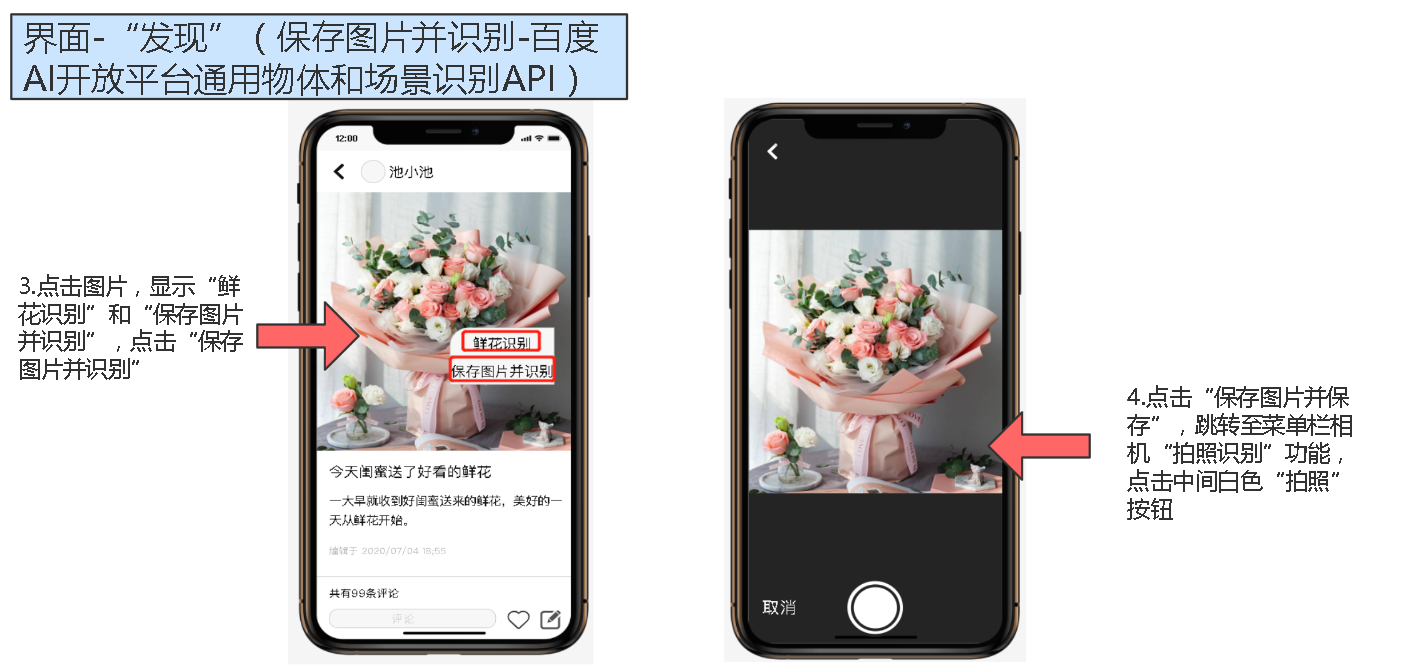 界面-“发现”（保存图片并识别-百度
AI开放平台通用物体和场景识别API）
12:00
池小池
3.点击图片，显示“鲜
花识别”和“保存图片
并识别”，点击“保存
图片并识别”
鲜花识别
保存图片并识别
今天闺蜜送了好看的鲜花
一大早就收到好闺蜜送来的鲜花，美好的一
天从鲜花开始。
编辑于 2020/07/04 18:55
共有99条评论
评论
取消
4.点击“保存图片并保
存”，跳转至菜单栏相
机“拍照识别”功能，
点击中间白色“拍照”
按钮